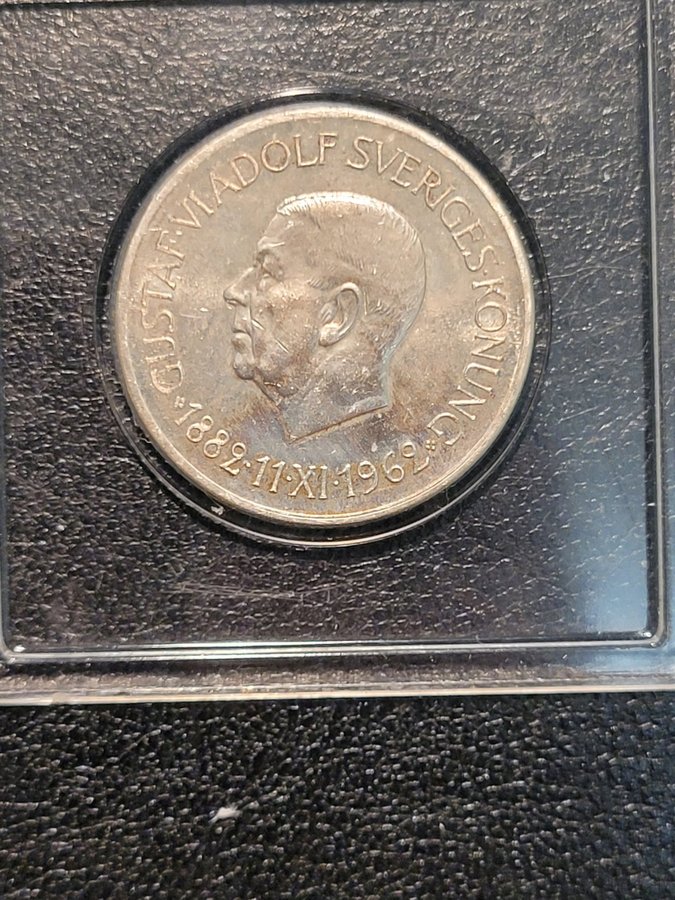 GUSTAF·VI ADOLF SVERIGES·KONUNG
1882·11·XI·1962